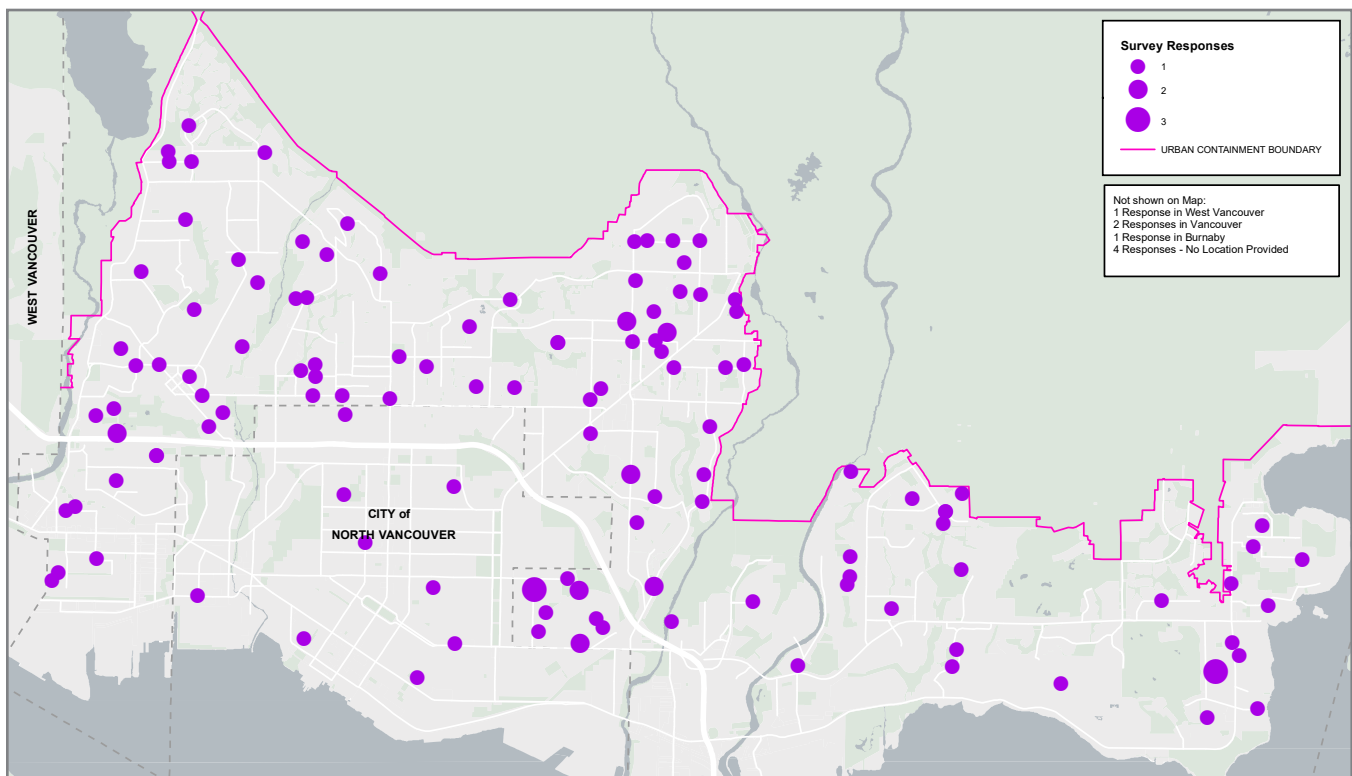 Survey Responses
1
2
3
URBAN CONTAINMENT BOUNDARY
Not shown on Map:
1 Response in West Vancouver
2 Responses in Vancouver
1 Response in Burnaby
4 Responses - No Location Provided
WEST VANCOUVER
CITY of
NORTH VANCOUVER